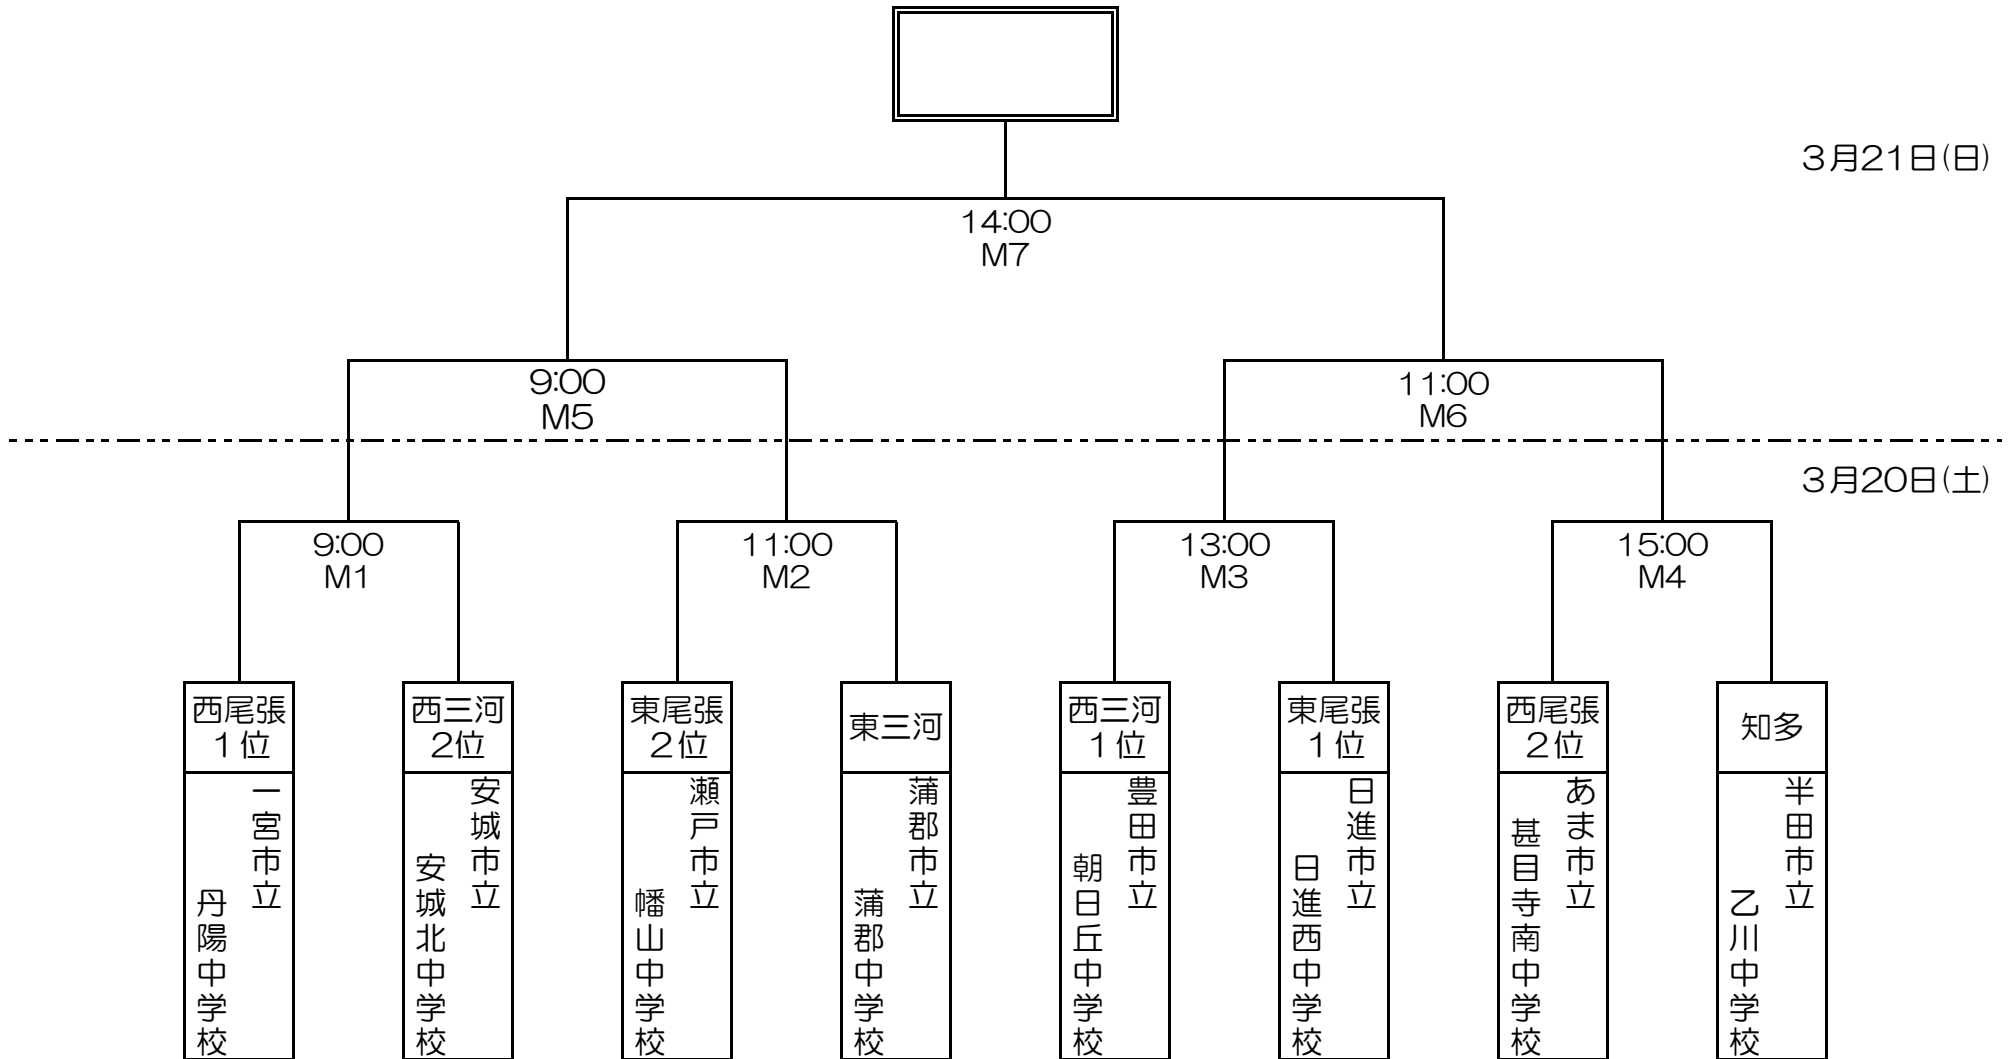 3月21日(日)
14:00
M7
9:00
M5
11:00
M6
3月20日(土)
9:00
M1
11:00
M2
13:00
M3
15:00
M4
西尾張
1位
一宮市立
丹陽中学校
西三河
2位
安城市立
安城北中学校
東尾張
2位
瀬戸市立
幡山中学校
東三河
蒲郡市立
蒲郡中学校
西三河
1位
豊田市立
朝日丘中学校
東尾張
1位
日進市立
日進西中学校
西尾張
2位
あま市立
甚目寺南中学校
知多
半田市立
乙川中学校